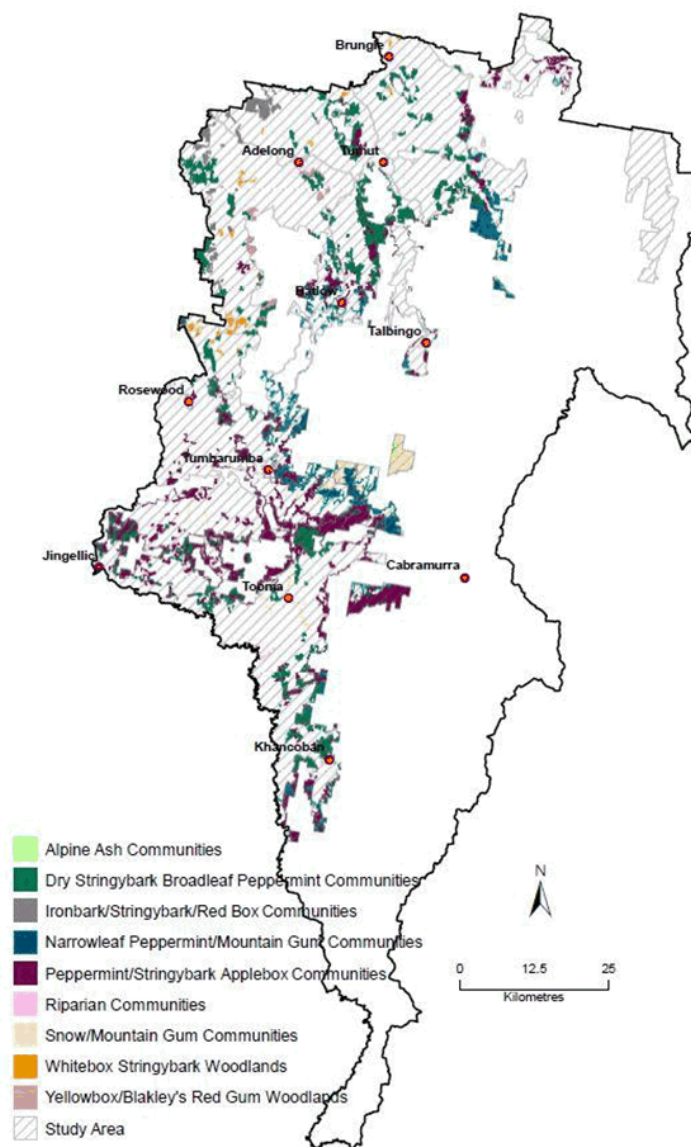 Brungle
Adelong
Tumut
Batlow
Talbingo
Rosewood
Tumbarumba
Jingellic
Cabramurra
Tooma
Khancoban
Alpine Ash Communities
Dry Stringybark Broadleaf Peppermint Communities
Ironbark/Stringybark/Red Box Communities
Narrowleaf Peppermint/Mountain Gum Communities
Peppermint/Stringybark Applebox Communities
Riparian Communities
Snow/Mountain Gum Communities
Whitebox Stringybark Woodlands
Yellowbox/Blakley's Red Gum Woodlands
Study Area
N
0 12.5 25
Kilometres